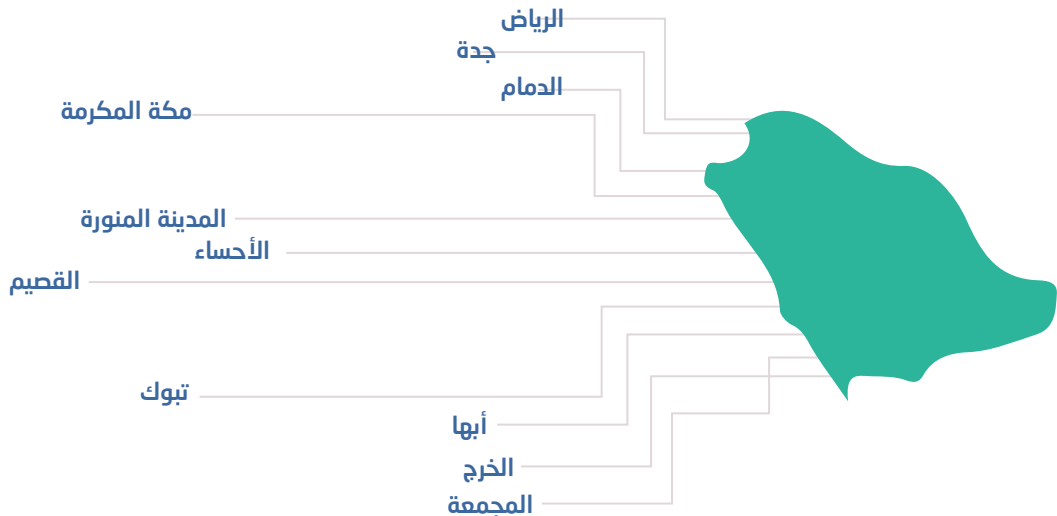 الرياض
جدة
الدمام
مكة المكرمة
المدينة المنورة
الأحساء
القصيم
تبوك
أبها
الخرج
المجمعة